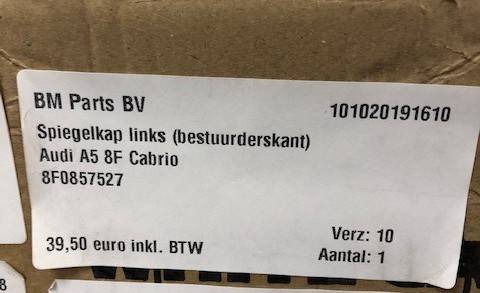 BM Parts BV 101020191610
Spiegelkap links (bestuurderskant)
Audi A5 8F Cabrio
8F0857527
39,50 euro inkl. BTW
Verz: 10
Aantal: 1
8